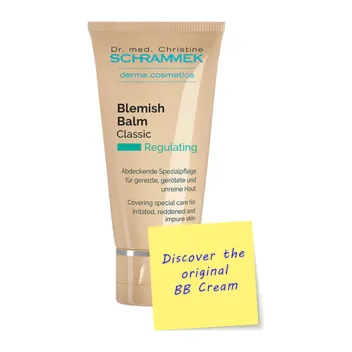 Dr. med. Christine
SCHRAMMEK
derma.cosmetics
Blemish
Balm
Classic
Regulating
Abdeckende Spezialpflege
für gereizte, gerötete und
unreine Haut
Covering special care for
irritated, reddened and
impure skin
Discover the
original
BB Cream